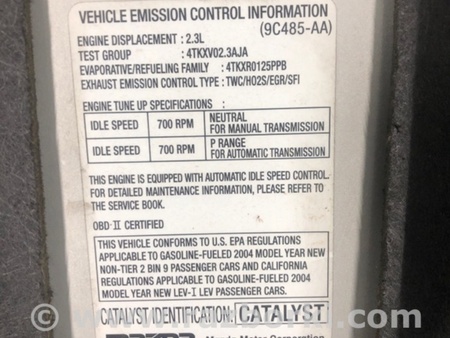 VEHICLE EMISSION CONTROL INFORMATION
(9C485-AA)
ENGINE DISPLACEMENT : 2.3L
TEST GROUP : 4TKXV02.3AJA
EVAPORATIVE/REFUELING FAMILY : 4TKXR0125PPB
EXHAUST EMISSION CONTROL TYPE : TWC/HO2S/EGR/SFI
ENGINE TUNE UP SPECIFICATIONS :
IDLE SPEED 700 RPM NEUTRAL FOR MANUAL TRANSMISSION
IDLE SPEED 700 RPM P RANGE FOR AUTOMATIC TRANSMISSION
THIS ENGINE IS EQUIPPED WITH AUTOMATIC IDLE SPEED CONTROL.
FOR DETAILED MAINTENANCE INFORMATION, PLEASE REFER TO
THE SERVICE BOOK.
OBD-II CERTIFIED
THIS VEHICLE CONFORMS TO U.S. EPA REGULATIONS
APPLICABLE TO GASOLINE-FUELED 2004 MODEL YEAR NEW
NON-TIER 2 BIN 9 PASSENGER CARS AND CALIFORNIA
REGULATIONS APPLICABLE TO GASOLINE-FUELED 2004
MODEL YEAR NEW LEV-I LEV PASSENGER CARS.
CATALYST IDENTIFICATION: CATALYST
Mazda Motor Corporation